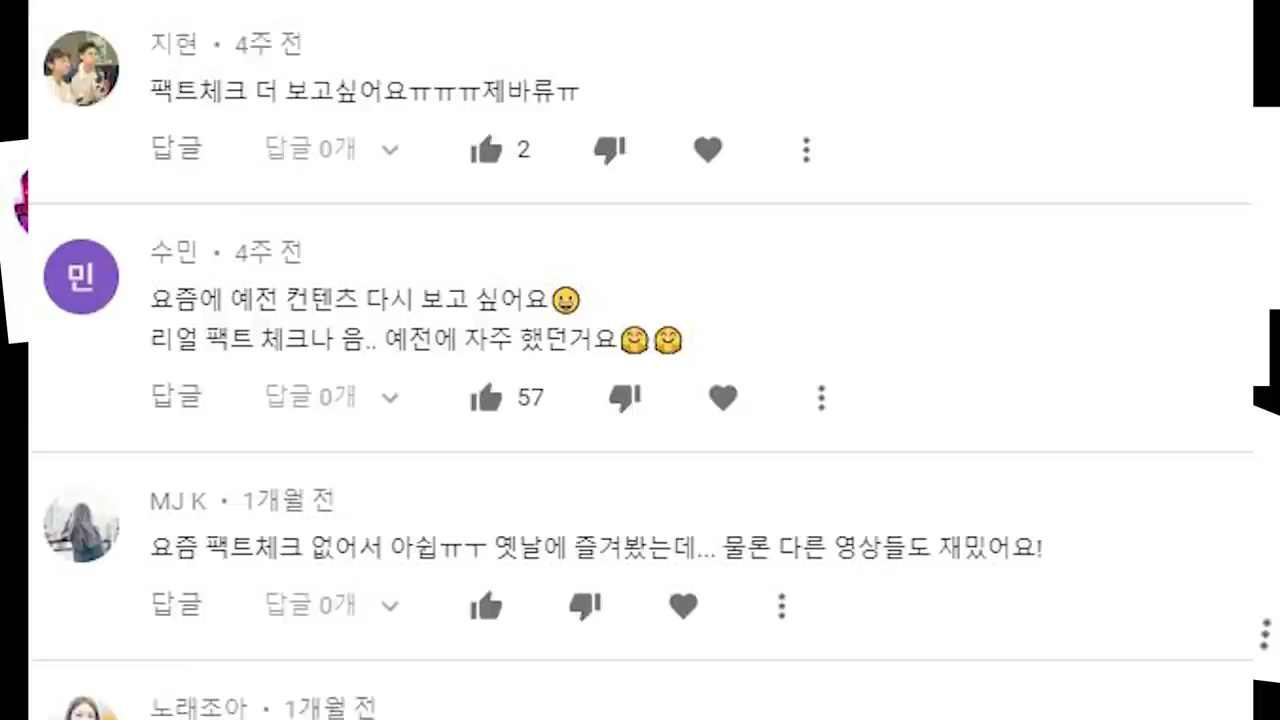 지현 • 4주 전
팩트체크 더 보고싶어요ㅠㅠㅠ제바류ㅠ
답글 답글 0개 2
민
수민 • 4주 전
요즘에 예전 컨텐츠 다시 보고 싶어요😀
리얼 팩트 체크나 음.. 예전에 자주 했던거요🤗🤗
답글 답글 0개 57
MJ K • 1개월 전
요즘 팩트체크 없어서 아쉽ㅠㅜ 옛날에 즐겨봤는데... 물론 다른 영상들도 재밌어요!
답글 답글 0개
노래조아 • 1개월 전